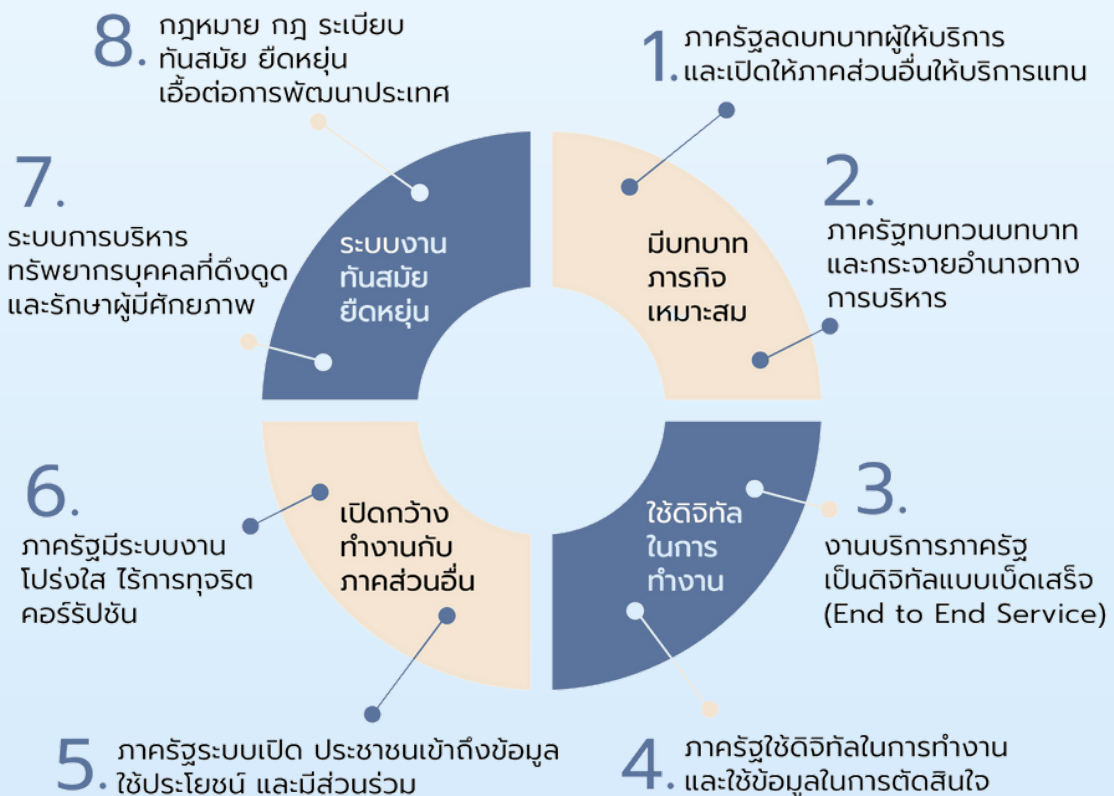 1.
ภาครัฐลดบทบาทผู้ให้บริการ
และเปิดให้ภาคส่วนอื่นให้บริการแทน
2.
ภาครัฐทบทวนบทบาท
และกระจายอำนาจทาง
การบริหาร
มีบทบาท
ภารกิจ
เหมาะสม
3.
งานบริการภาครัฐ
เป็นดิจิทัลแบบเบ็ดเสร็จ
(End to End Service)
4.
ภาครัฐใช้ดิจิทัลในการทำงาน
และใช้ข้อมูลในการตัดสินใจ
ใช้ดิจิทัล
ในการ
ทำงาน
5.
ภาครัฐระบบเปิด ประชาชนเข้าถึงข้อมูล
ใช้ประโยชน์ และมีส่วนร่วม
6.
ภาครัฐมีระบบงาน
โปร่งใส ไร้การทุจริต
คอร์รัปชัน
เปิดกว้าง
ทำงานกับ
ภาคส่วนอื่น
7.
ระบบการบริหาร
ทรัพยากรบุคคลที่ดึงดูด
และรักษาผู้มีศักยภาพ
8.
กฎหมาย กฎ ระเบียบ
ทันสมัย ยืดหยุ่น
เอื้อต่อการพัฒนาประเทศ
ระบบงาน
ทันสมัย
ยืดหยุ่น